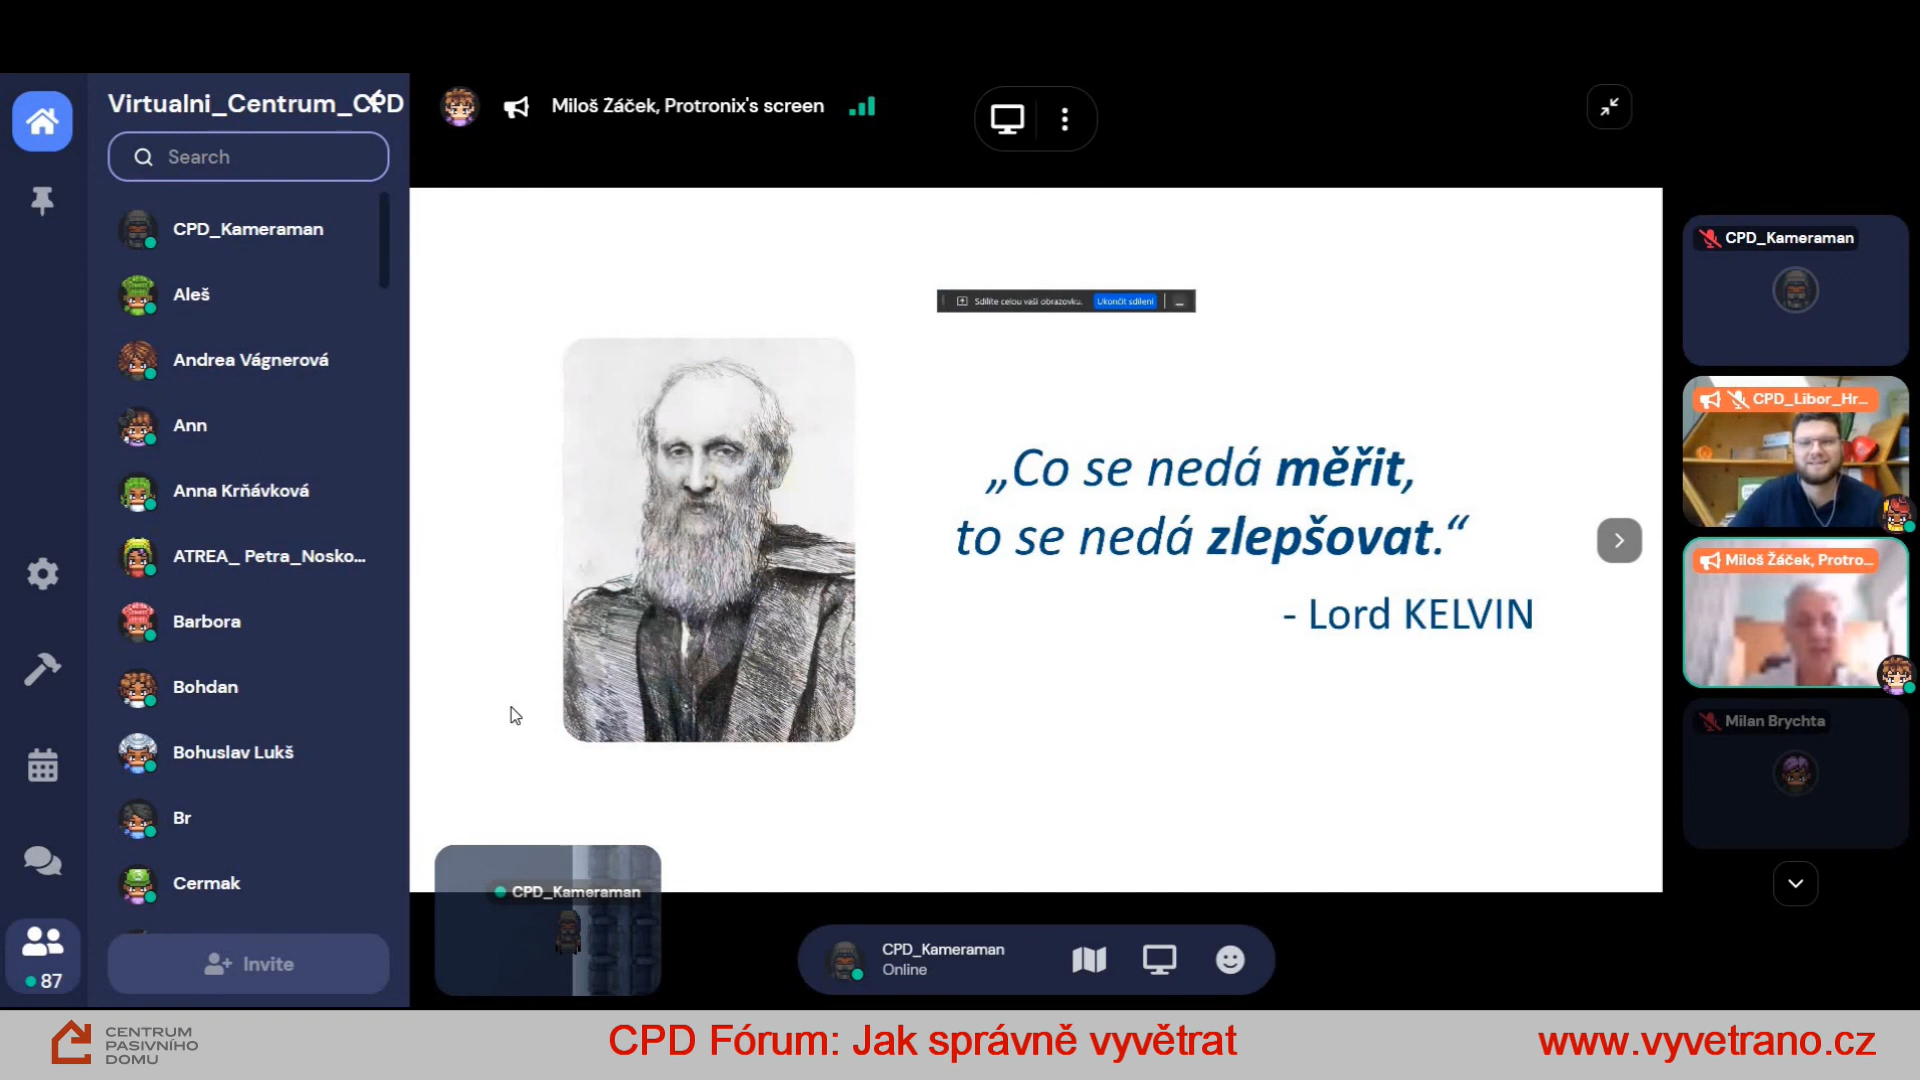 Virtualni_Centrum_CPD
Search
CPD_Kameraman
Aleš
Andrea Vágnerová
Ann
Anna Krňávková
ATREA_ Petra_Nosko...
Barbora
Bohdan
Bohuslav Lukš
Br
Cermak
Invite
87
Miloš Žáček, Protronix's screen
Sdílíte celou vaši obrazovku.
Ukončit sdílení
„Co se nedá měřit,
to se nedá zlepšovat.“
- Lord KELVIN
CPD_Kameraman
CPD_Kameraman
Online
CPD_Kameraman
CPD_Libor_Hr...
Miloš Žáček, Protro...
Milan Brychta
CENTRUM
PASIVNÍHO
DOMU
CPD Fórum: Jak správně vyvětrat
www.vyvetrano.cz